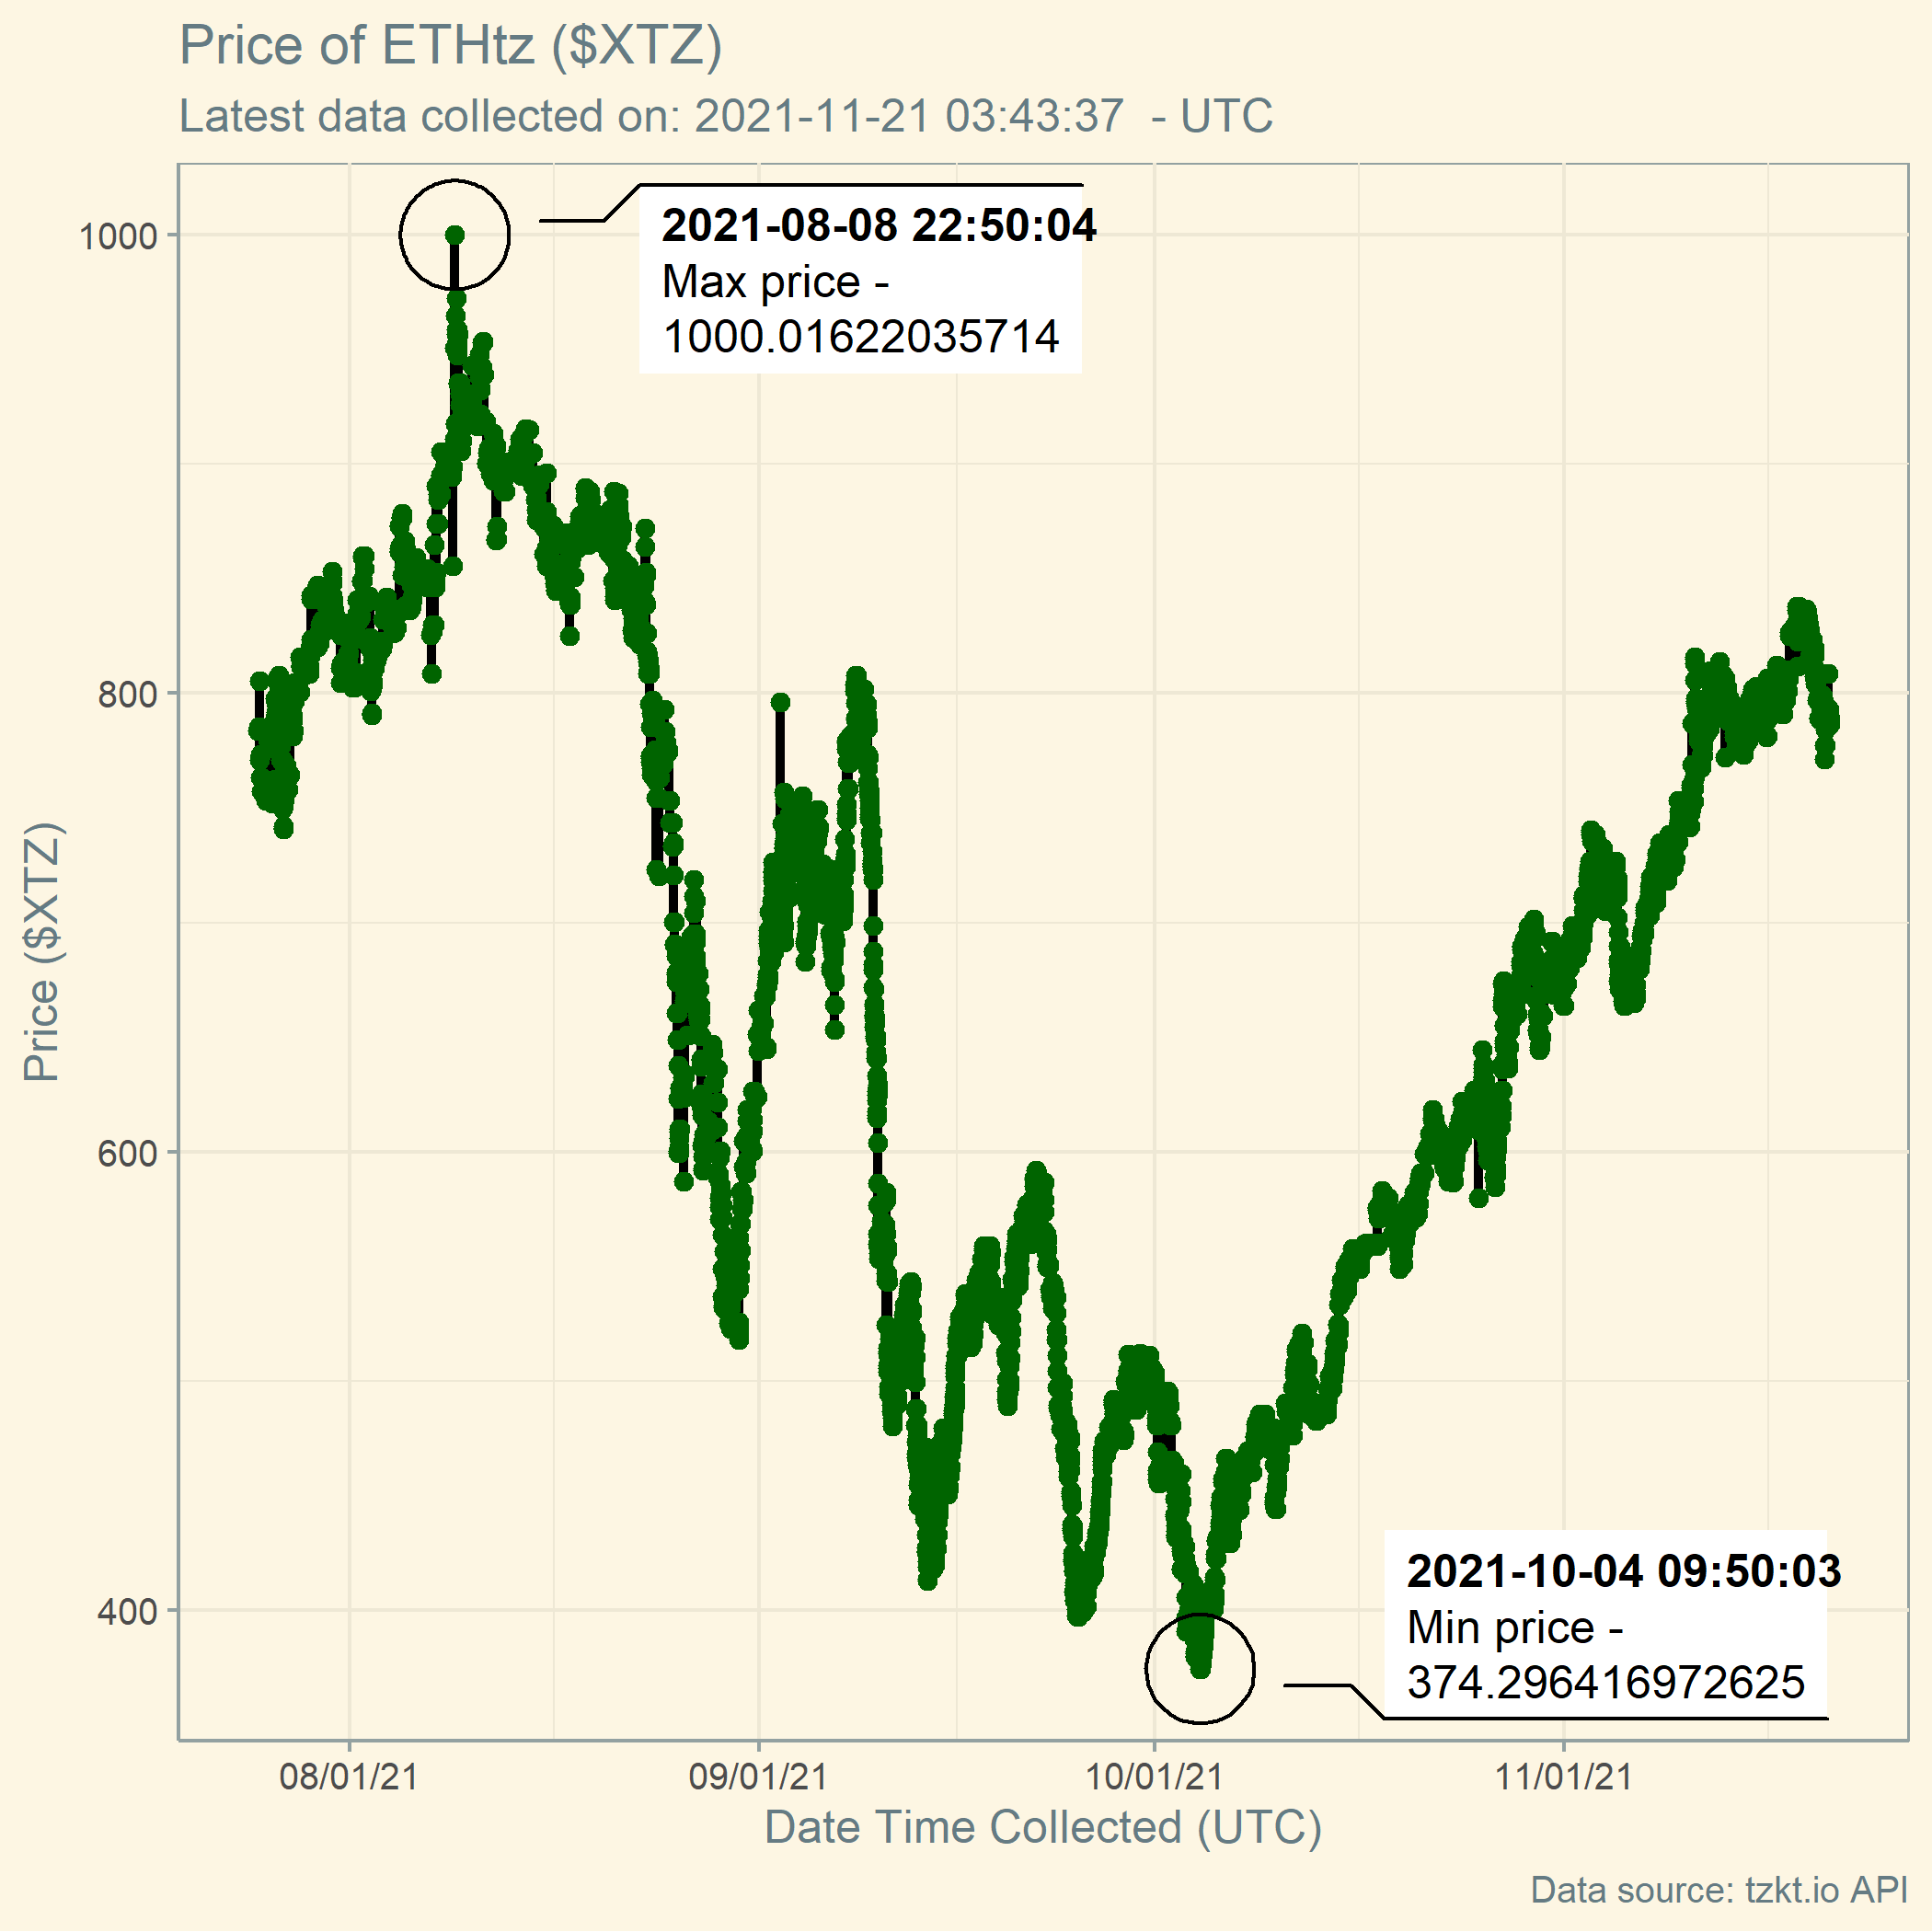 Price of ETHtz ($XTZ)
Latest data collected on: 2021-11-21 03:43:37  - UTC
2021-08-08 22:50:04
Max price -
1000.01622035714
1000
800
600
400
Price ($XTZ)
2021-10-04 09:50:03
Min price -
374.296416972625
08/01/21
09/01/21
10/01/21
11/01/21
Date Time Collected (UTC)
Data source: tzkt.io API